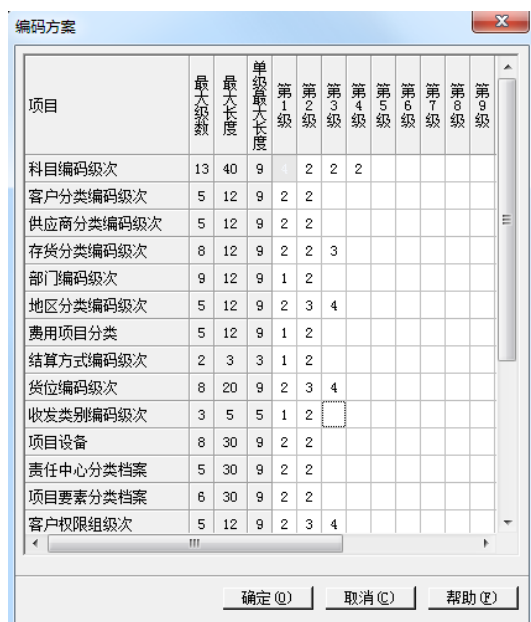 编码方案
项目 最大级数 最大长度 单级最大长度 第1级 第2级 第3级 第4级 第5级 第6级 第7级 第8级 第9级
科目编码级次 13 40 9 4 2 2 2
客户分类编码级次 5 12 9 2 2
供应商分类编码级次 5 12 9 2 2
存货分类编码级次 8 12 9 2 2 3
部门编码级次 9 12 9 1 2
地区分类编码级次 5 12 9 2 3 4
费用项目分类 5 12 9 1 2
结算方式编码级次 2 3 3 1 2
货位编码级次 8 20 9 2 3 4
收发类别编码级次 3 5 5 1 2
项目设备 8 30 9 2 2
责任中心分类档案 5 30 9 2 2
项目要素分类档案 6 30 9 2 2
客户权限组级次 5 12 9 2 3 4
确定(O) 取消(C) 帮助(F)